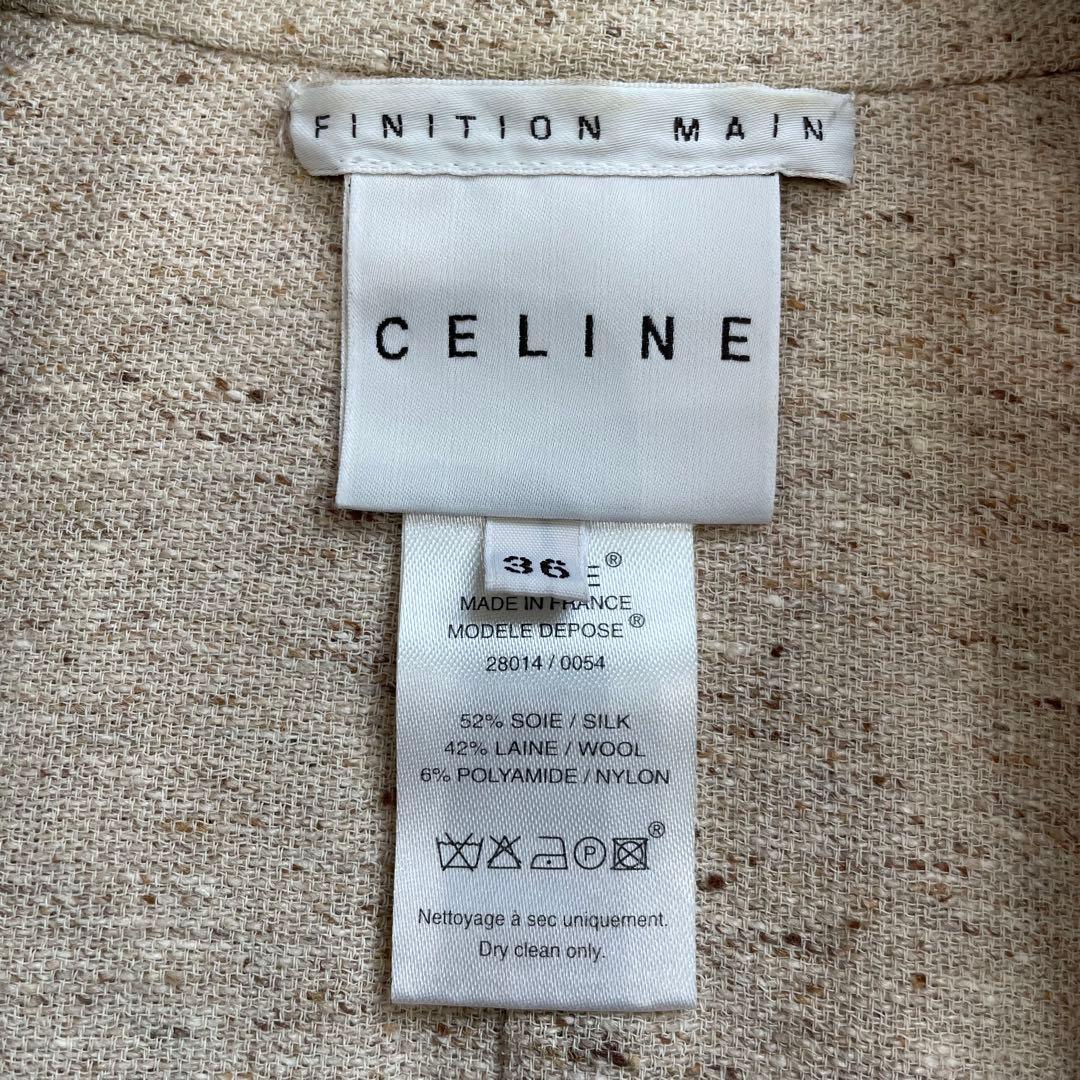 FINITION MAIN
CELINE
36
E®
MADE IN FRANCE
MODELE DEPOSE®
28014 / 0054
52% SOIE / SILK
42% LAINE / WOOL
6% POLYAMIDE / NYLON
P ®
Nettoyage à sec uniquement.
Dry clean only.